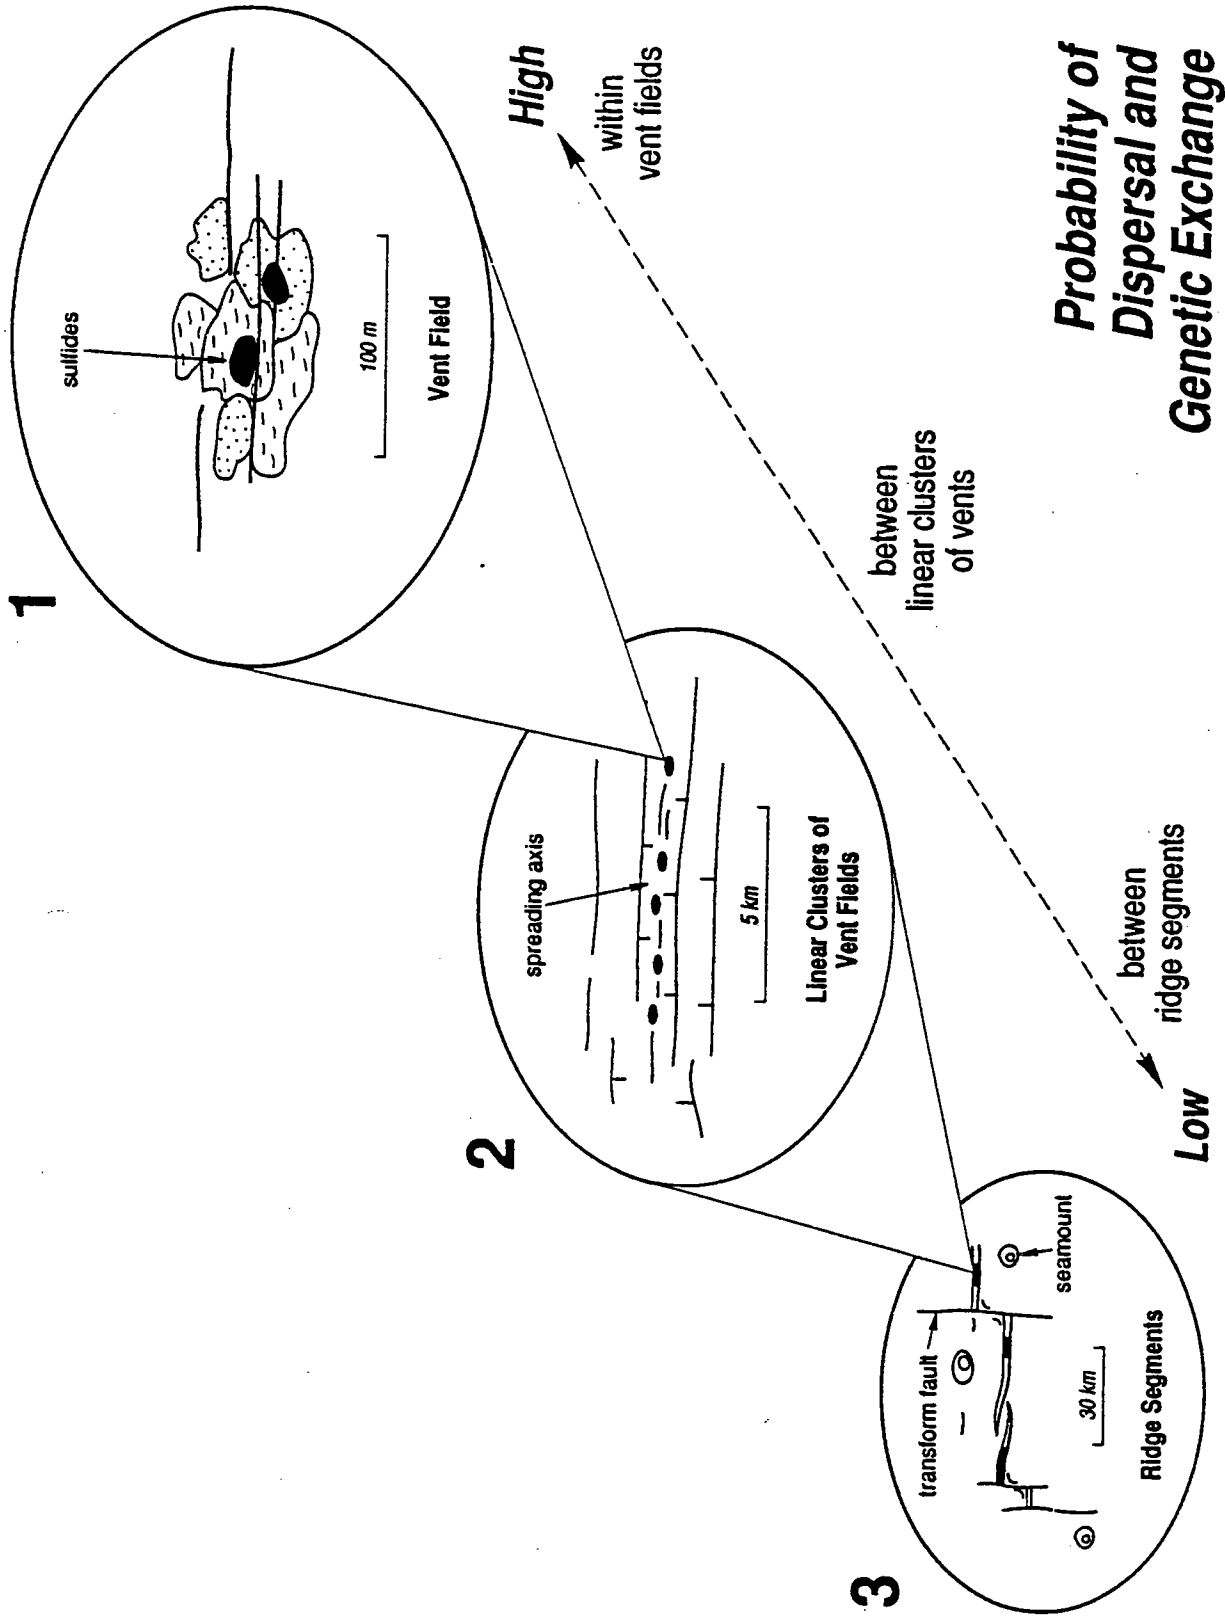 1
sulfides
100 m
Vent Field
High
within
vent fields
2
spreading axis
5 km
Linear Clusters of
Vent Fields
between
linear clusters
of vents
3
transform fault
seamount
30 km
Ridge Segments
Low
between
ridge segments
Probability of
Dispersal and
Genetic Exchange